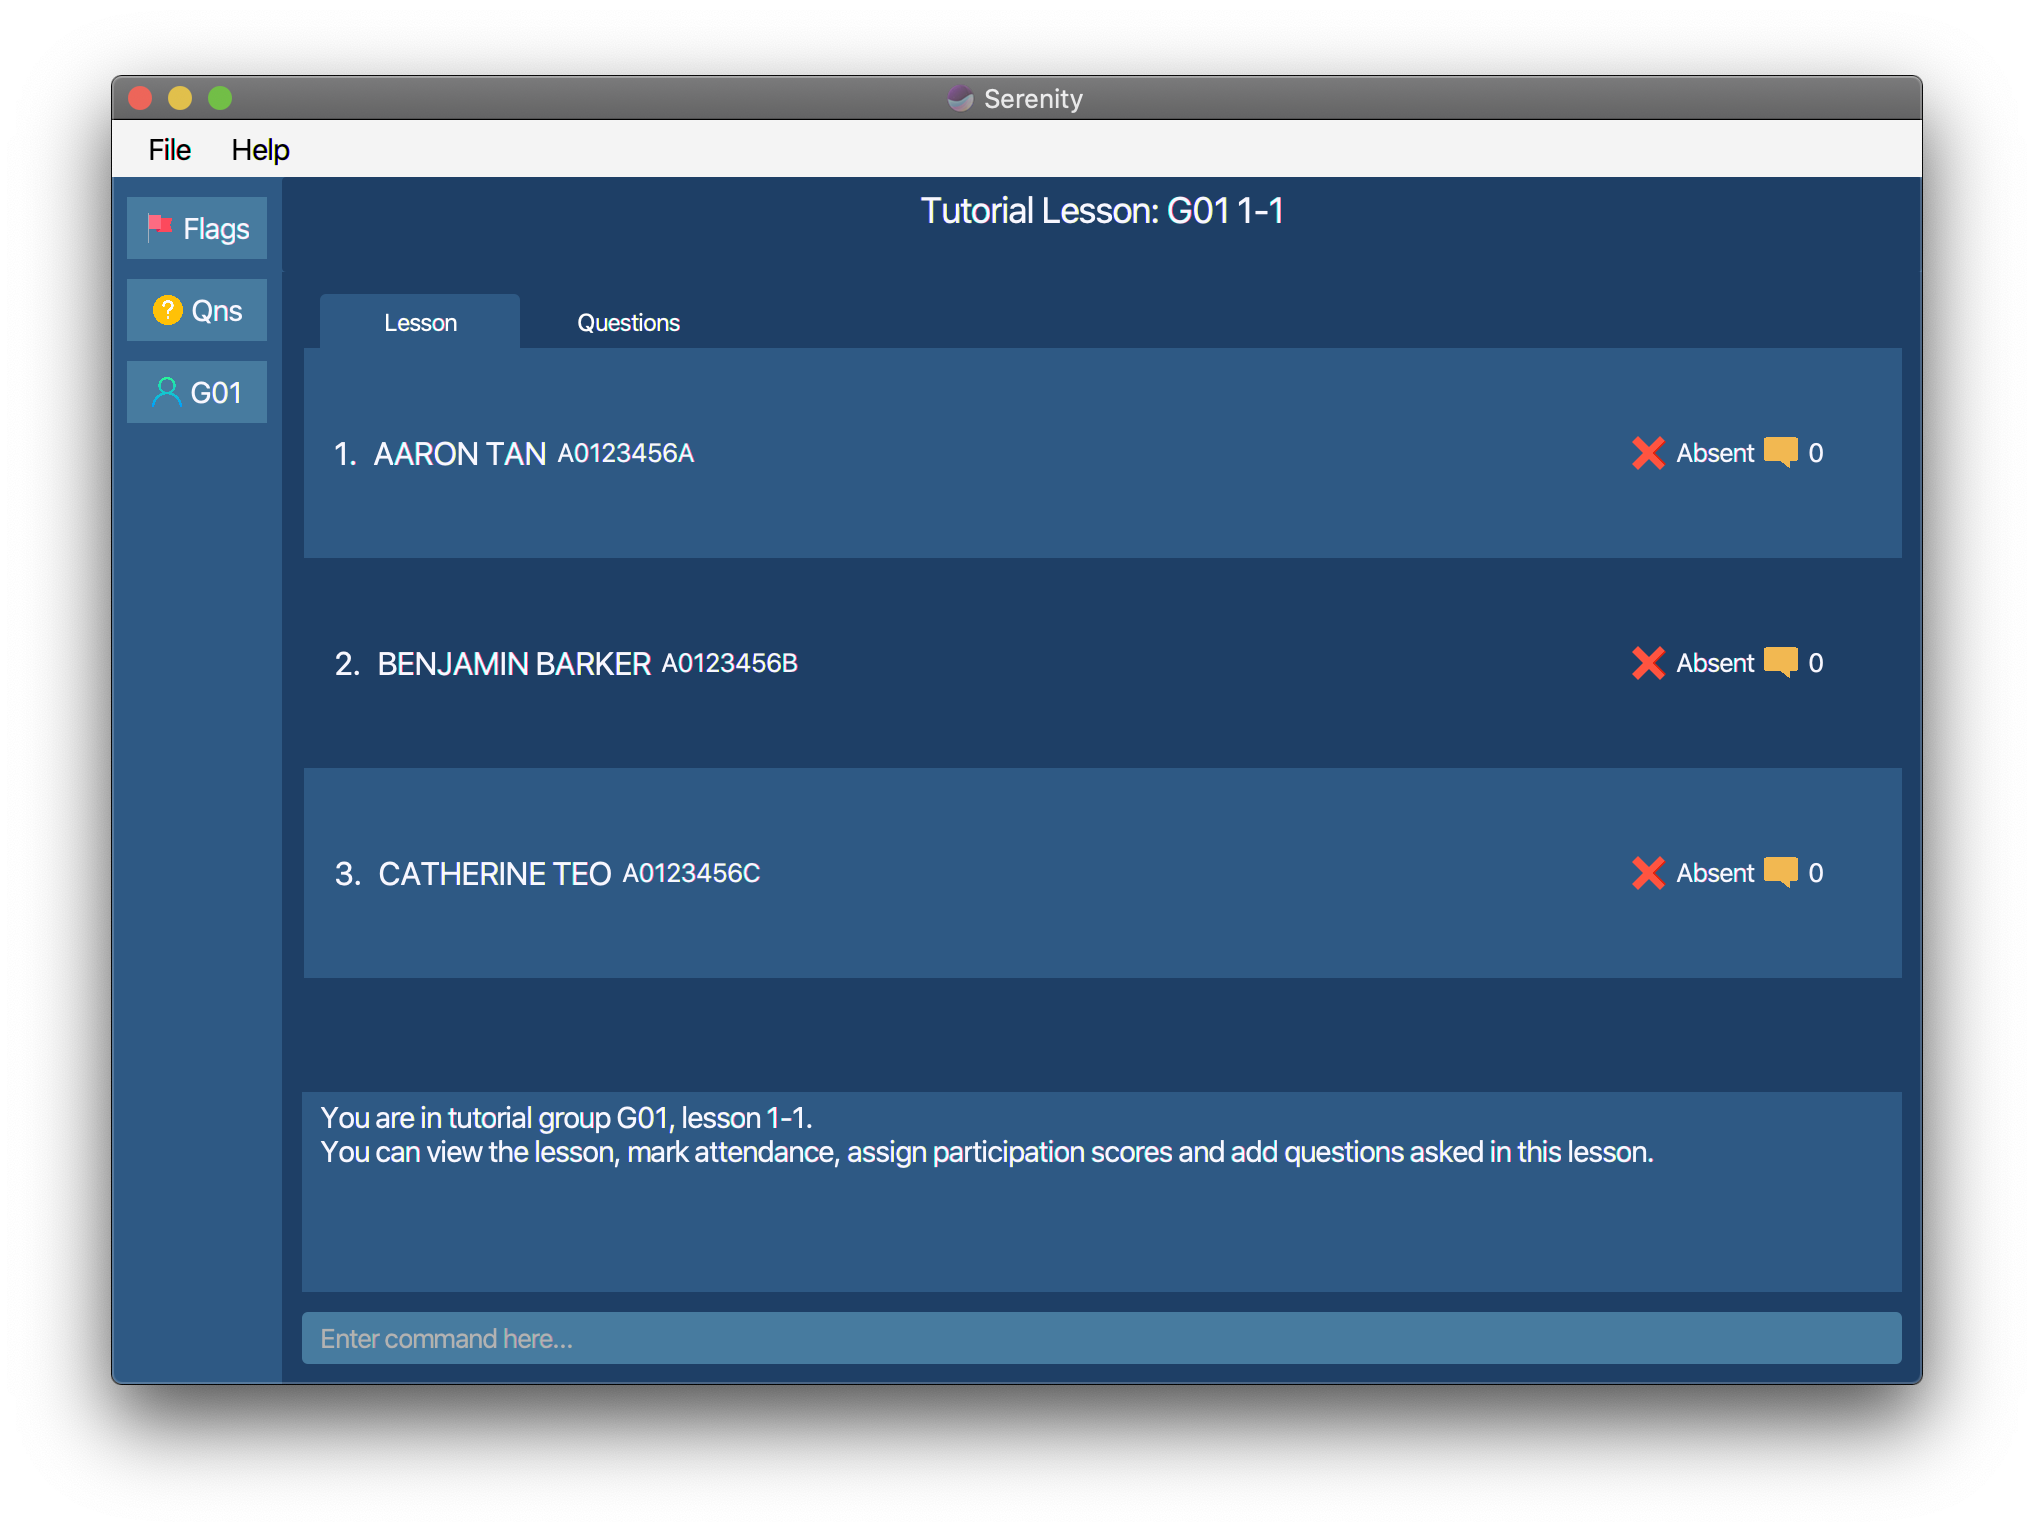 Serenity
File Help
Flags
Qns
G01
Tutorial Lesson: G01 1-1
Lesson Questions
1. AARON TAN A0123456A Absent 0
2. BENJAMIN BARKER A0123456B Absent 0
3. CATHERINE TEO A0123456C Absent 0
You are in tutorial group G01, lesson 1-1.
You can view the lesson, mark attendance, assign participation scores and add questions asked in this lesson.
Enter command here...